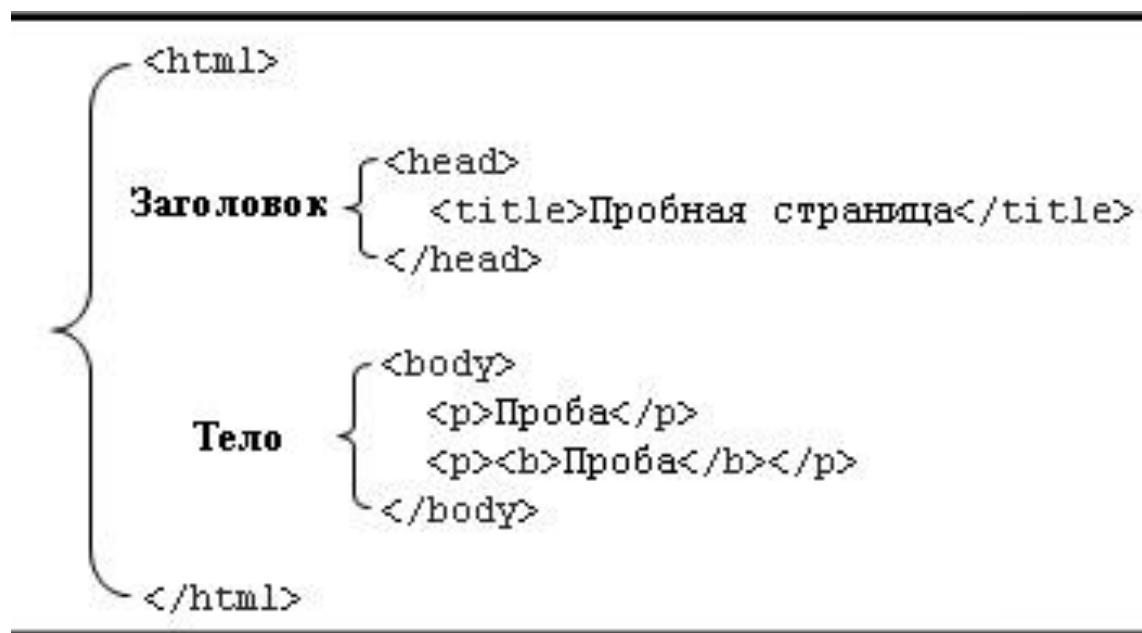 <html>
<head>
Заголовок
<title>Пробная страница</title>
</head>
<body>
<p>Проба</p>
Тело
<p><b>Проба</b></p>
</body>
</html>